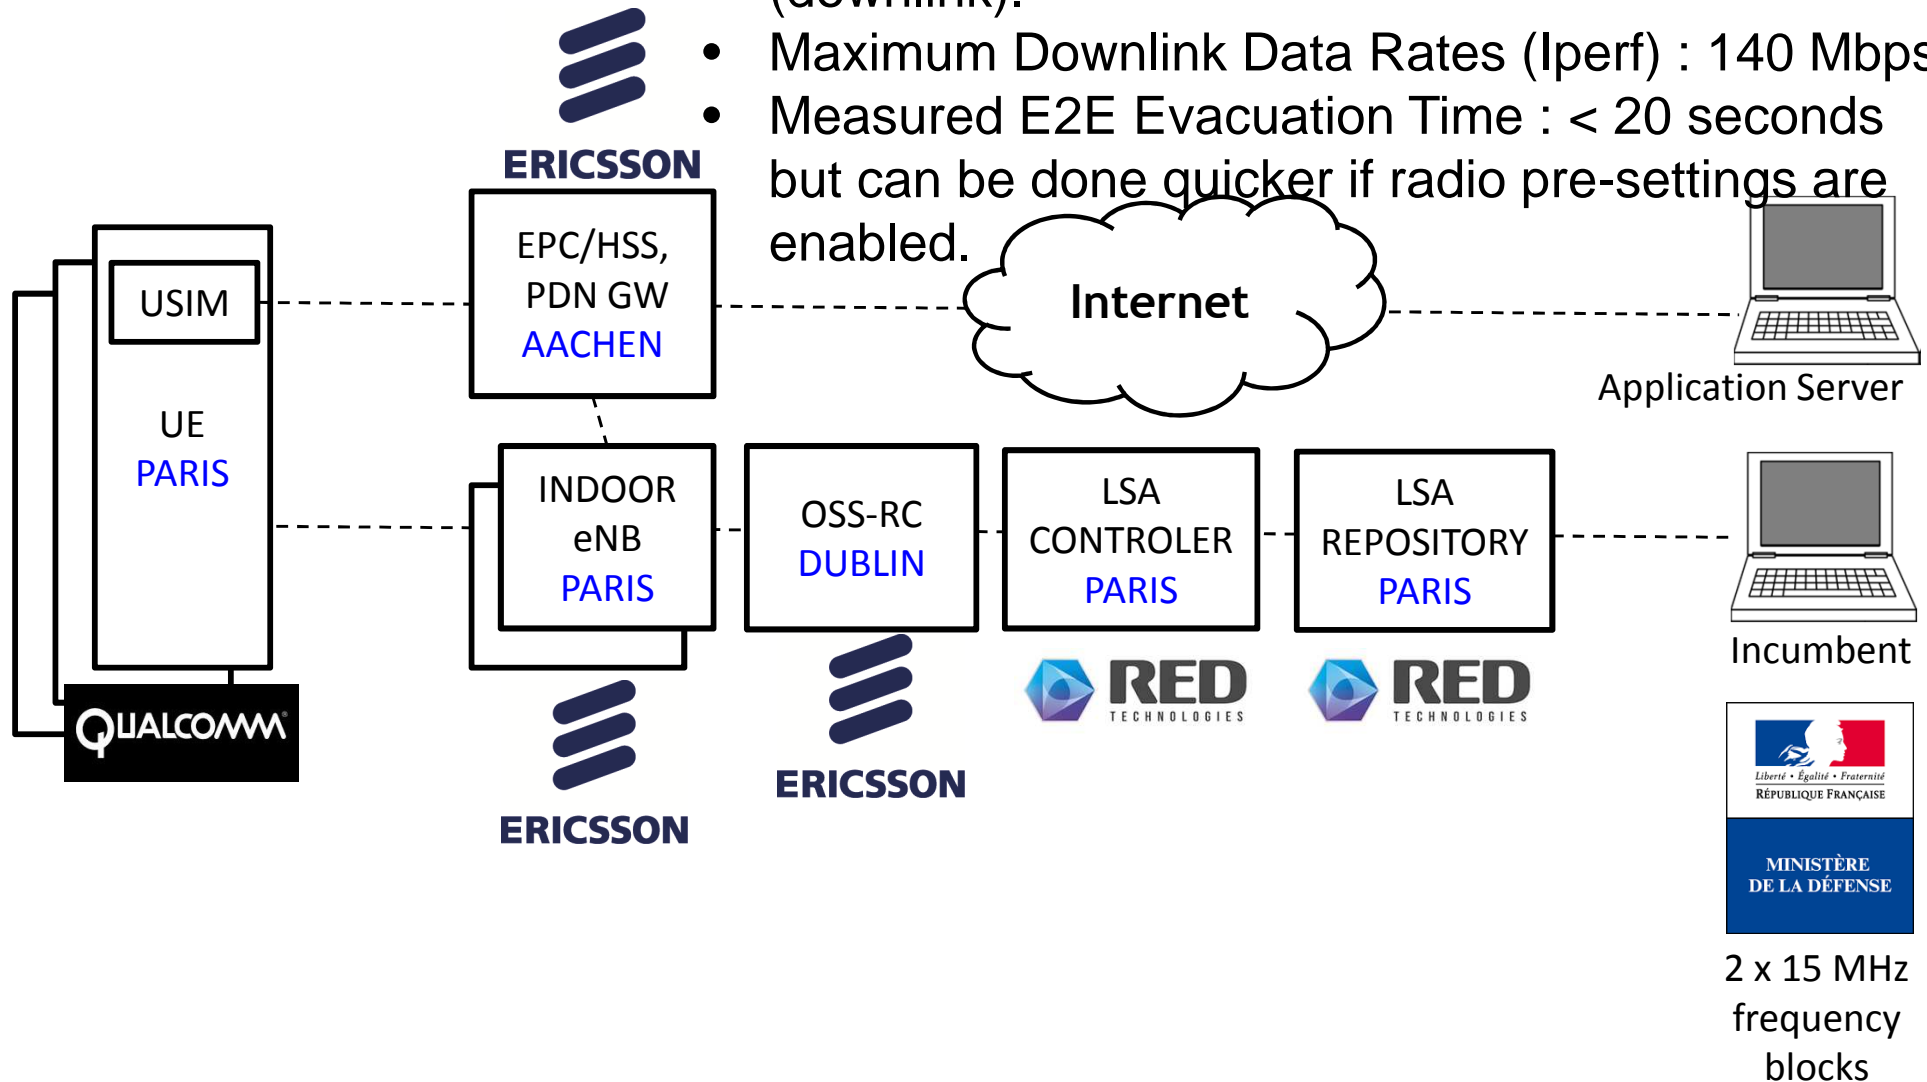 (downlink).
• Maximum Downlink Data Rates (Iperf) : 140 Mbps
• Measured E2E Evacuation Time : < 20 seconds
but can be done quicker if radio pre-settings are
enabled.
ERICSSON
EPC/HSS,
PDN GW
AACHEN
USIM
UE
PARIS
QUALCOMM®
Internet
Application Server
INDOOR
eNB
PARIS
ERICSSON
OSS-RC
DUBLIN
ERICSSON
LSA
CONTROLER
PARIS
RED
TECHNOLOGIES
LSA
REPOSITORY
PARIS
RED
TECHNOLOGIES
Incumbent
Liberté • Égalité • Fraternité
RÉPUBLIQUE FRANÇAISE
MINISTÈRE
DE LA DÉFENSE
2 x 15 MHz
frequency
blocks